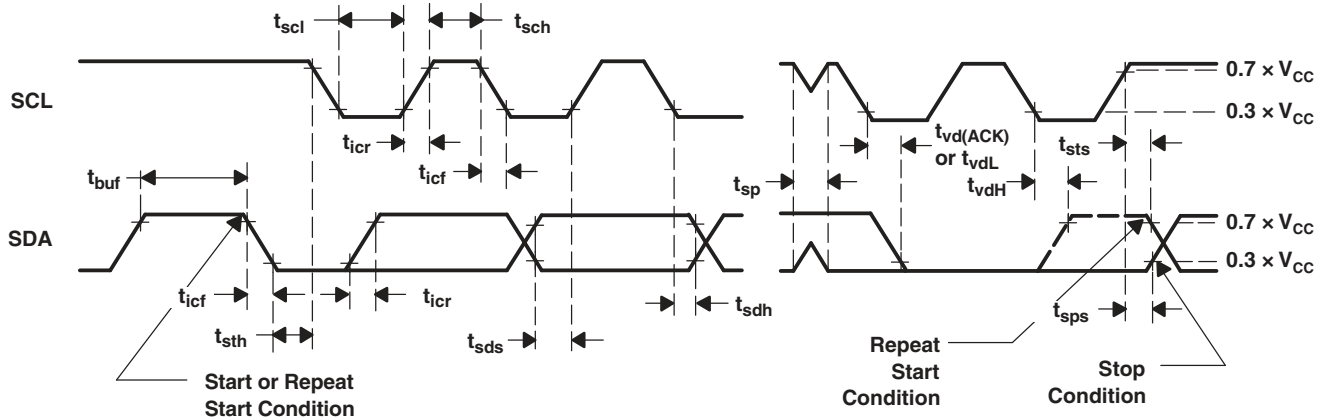 tscl
tsch
SCL
0.7 × VCC
0.3 × VCC
ticr
ticf
tvd(ACK)
or tvdL
tsts
tbuf
tsp
tvdH
SDA
0.7 × VCC
0.3 × VCC
ticf
ticr
tsth
tsds
tsdh
tsps
Start or Repeat
Start Condition
Repeat
Start
Condition
Stop
Condition